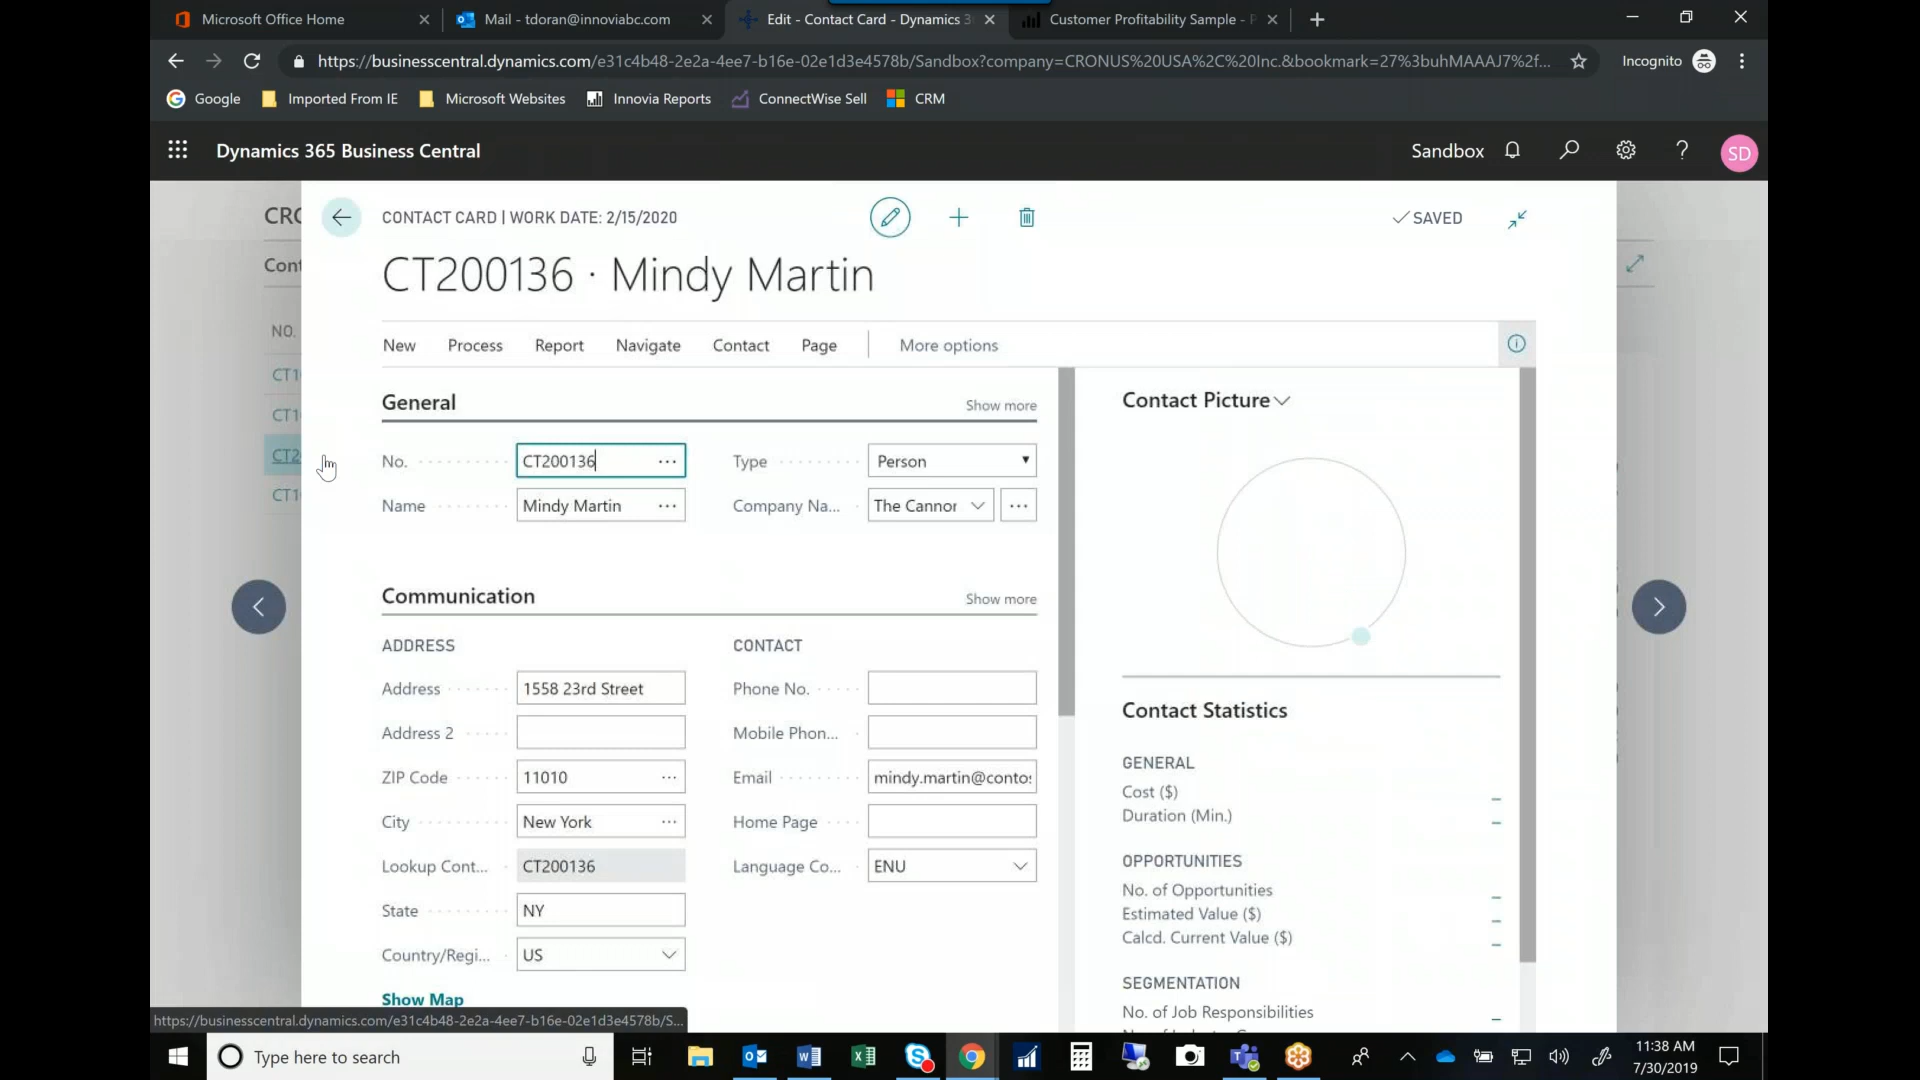 Microsoft Office Home
Mail - tdoran@innoviabc.com
Edit - Contact Card - Dynamics 3
Customer Profitability Sample - P
https://businesscentral.dynamics.com/e31c4b48-2e2a-4ee7-b16e-02e1d3e4578b/Sandbox?company=CRONUS%20USA%2C%20Inc.&bookmark=27%3buhMAAAJ7%2f...
Incognito
Google
Imported From IE
Microsoft Websites
Innovia Reports
ConnectWise Sell
CRM
Dynamics 365 Business Central
Sandbox
?
SD
CRO
CONTACT CARD | WORK DATE: 2/15/2020
SAVED
Cont
CT200136 · Mindy Martin
NO.
New Process Report Navigate Contact Page More options
CT1
CT1
CT2
CT1
General
Show more
No. CT200136 ...
Type Person
Name Mindy Martin ...
Company Na... The Cannon ...
Communication
Show more
ADDRESS
CONTACT
Address 1558 23rd Street
Phone No.
Address 2
Mobile Phon...
ZIP Code 11010 ...
Email mindy.martin@contos
City New York ...
Home Page
Lookup Cont... CT200136
Language Co... ENU
State NY
Country/Regi... US
Show Map
Contact Picture
Contact Statistics
GENERAL
Cost ($) _
Duration (Min.) _
OPPORTUNITIES
No. of Opportunities _
Estimated Value ($) _
Calcd. Current Value ($) _
SEGMENTATION
No. of Job Responsibilities _
https://businesscentral.dynamics.com/e31c4b48-2e2a-4ee7-b16e-02e1d3e4578b/S...
Type here to search
11:38 AM
7/30/2019